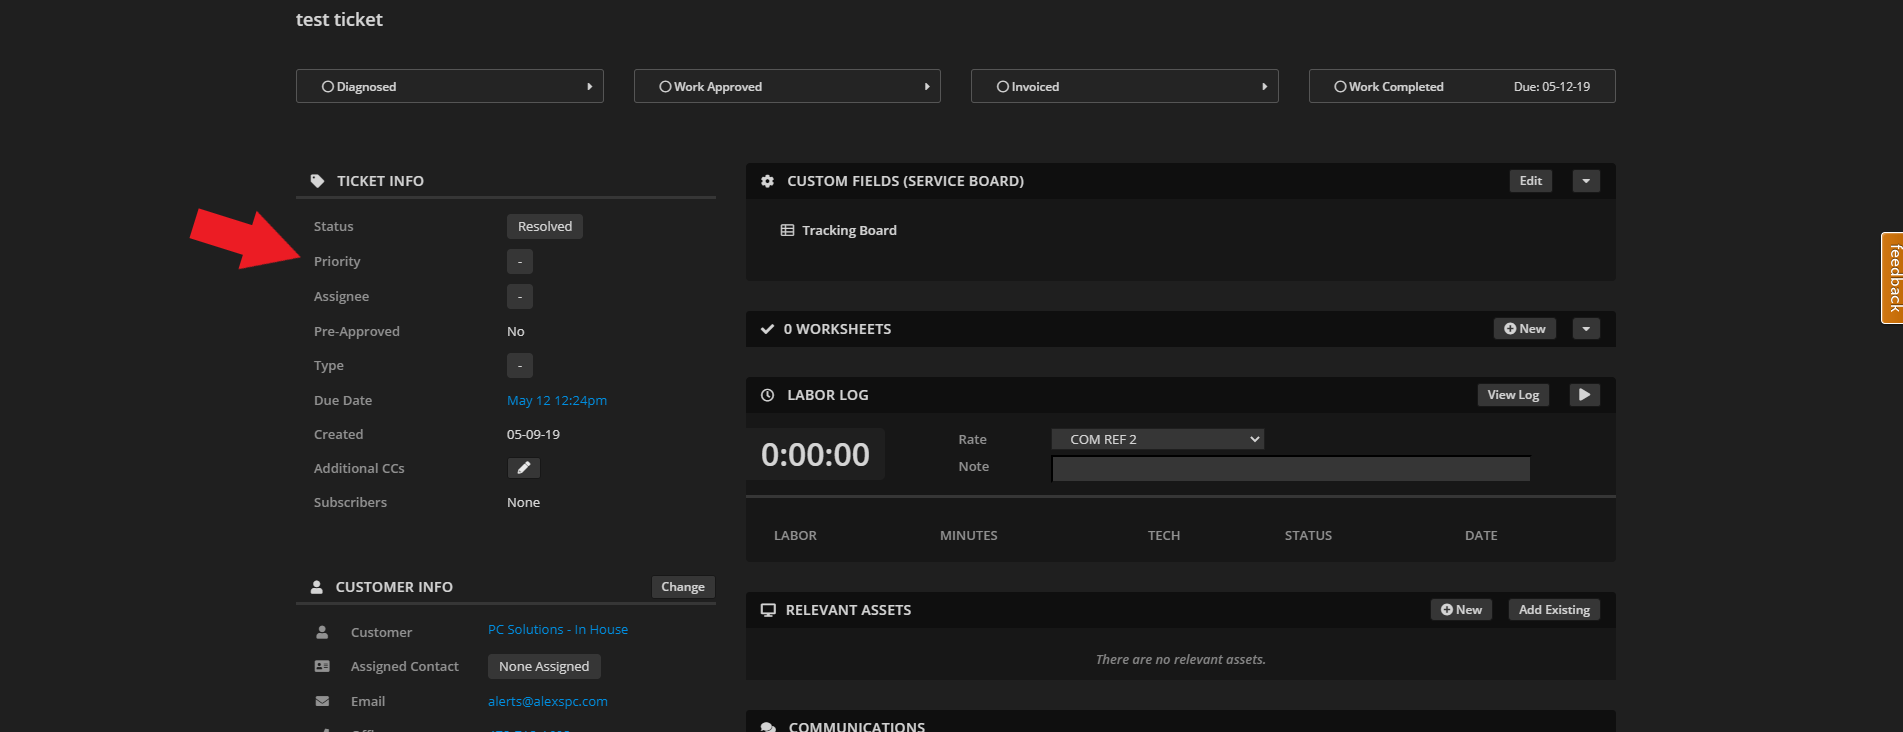 test ticket
Diagnosed
Work Approved
Invoiced
Work Completed Due: 05-12-19
TICKET INFO
Status Resolved
Priority -
Assignee -
Pre-Approved No
Type -
Due Date May 12 12:24pm
Created 05-09-19
Additional CCs
Subscribers None
CUSTOMER INFO Change
Customer PC Solutions - In House
Assigned Contact None Assigned
Email alerts@alexspc.com
CUSTOM FIELDS (SERVICE BOARD) Edit
Tracking Board
0 WORKSHEETS New
LABOR LOG View Log
0:00:00
Rate COM REF 2
Note
LABOR MINUTES TECH STATUS DATE
RELEVANT ASSETS New Add Existing
There are no relevant assets.
COMMUNICATIONS
feedback